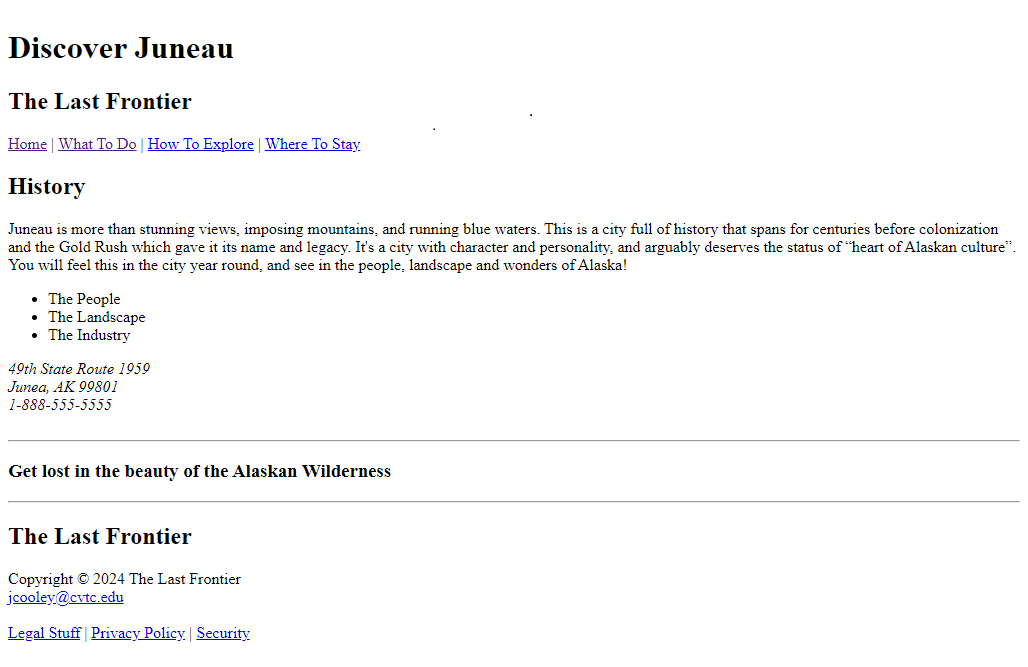 Discover Juneau
The Last Frontier
Home | What To Do | How To Explore | Where To Stay
History
Juneau is more than stunning views, imposing mountains, and running blue waters. This is a city full of history that spans for centuries before colonization
and the Gold Rush which gave it its name and legacy. It's a city with character and personality, and arguably deserves the status of “heart of Alaskan culture”.
You will feel this in the city year round, and see in the people, landscape and wonders of Alaska!
• The People
• The Landscape
• The Industry
49th State Route 1959
Junea, AK 99801
1-888-555-5555
Get lost in the beauty of the Alaskan Wilderness
The Last Frontier
Copyright © 2024 The Last Frontier
jcooley@cvtc.edu
Legal Stuff | Privacy Policy | Security